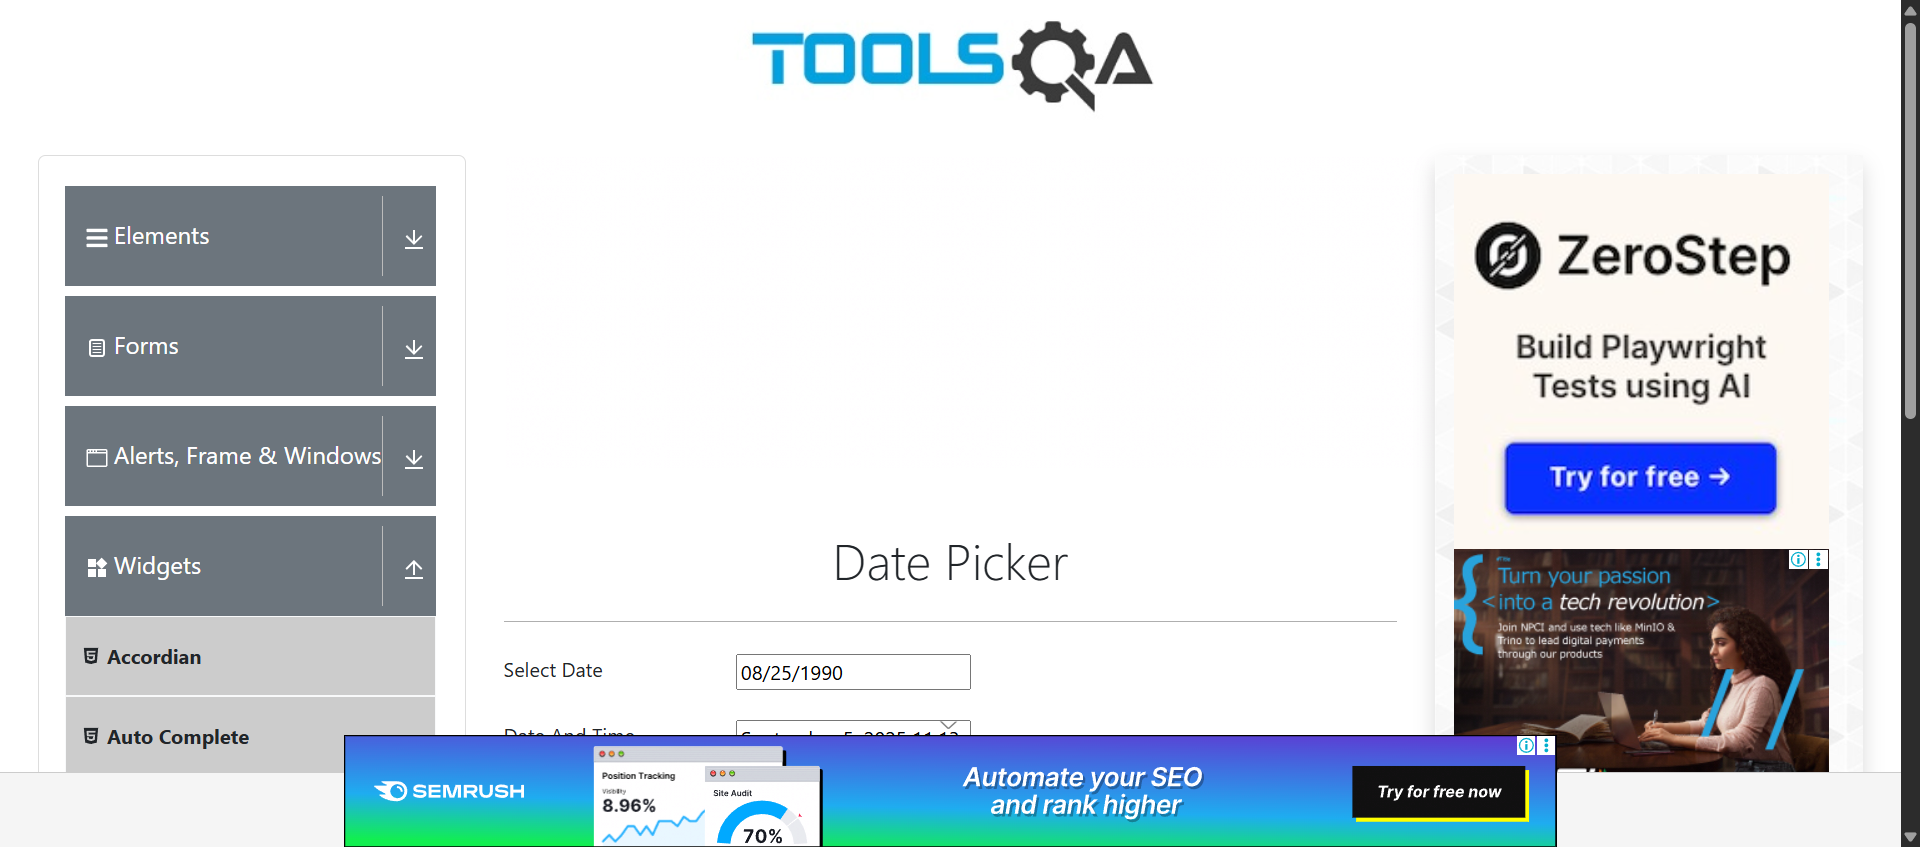 TOOLSQA
Elements
Forms
Alerts, Frame & Windows
Widgets
Accordian
Auto Complete
Date Picker
Select Date
08/25/1990
Date And Time
ZeroStep
Build Playwright
Tests using AI
Try for free →
Turn your passion
<into a tech revolution>
Join NPCI and use tech like MinIO &
Trino to lead digital payments
through our products
SEMRUSH
Position Tracking
Visibility
8.96%
Site Audit
70%
Automate your SEO
and rank higher
Try for free now